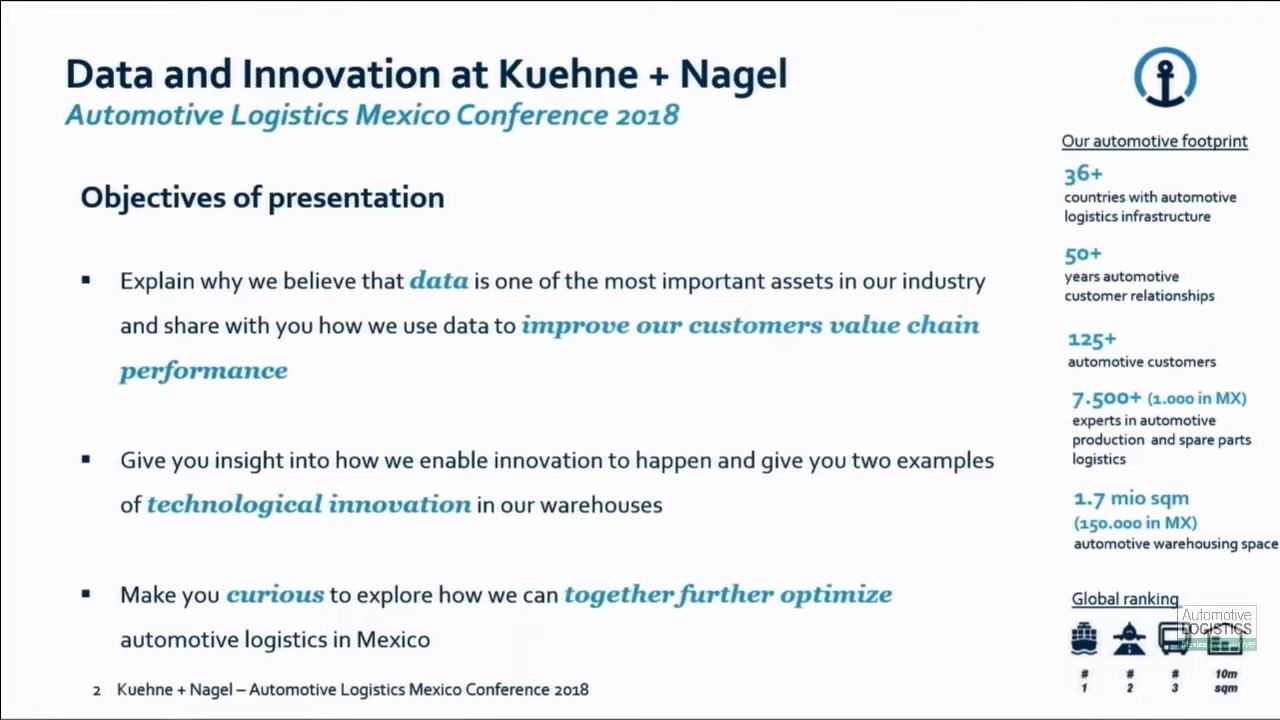 Data and Innovation at Kuehne + Nagel
Automotive Logistics Mexico Conference 2018
Objectives of presentation
Explain why we believe that data is one of the most important assets in our industry
and share with you how we use data to improve our customers value chain
performance
Give you insight into how we enable innovation to happen and give you two examples
of technological innovation in our warehouses
Make you curious to explore how we can together further optimize
automotive logistics in Mexico
2 Kuehne + Nagel – Automotive Logistics Mexico Conference 2018
Our automotive footprint
36+
countries with automotive
logistics infrastructure
50+
years automotive
customer relationships
125+
automotive customers
7.500+ (1.000 in MX)
experts in automotive
production and spare parts
logistics
1.7 mio sqm
(150.000 in MX)
automotive warehousing space
Global ranking
Automotive
LOGISTICS
# # # 10m
1 2 3 sqm